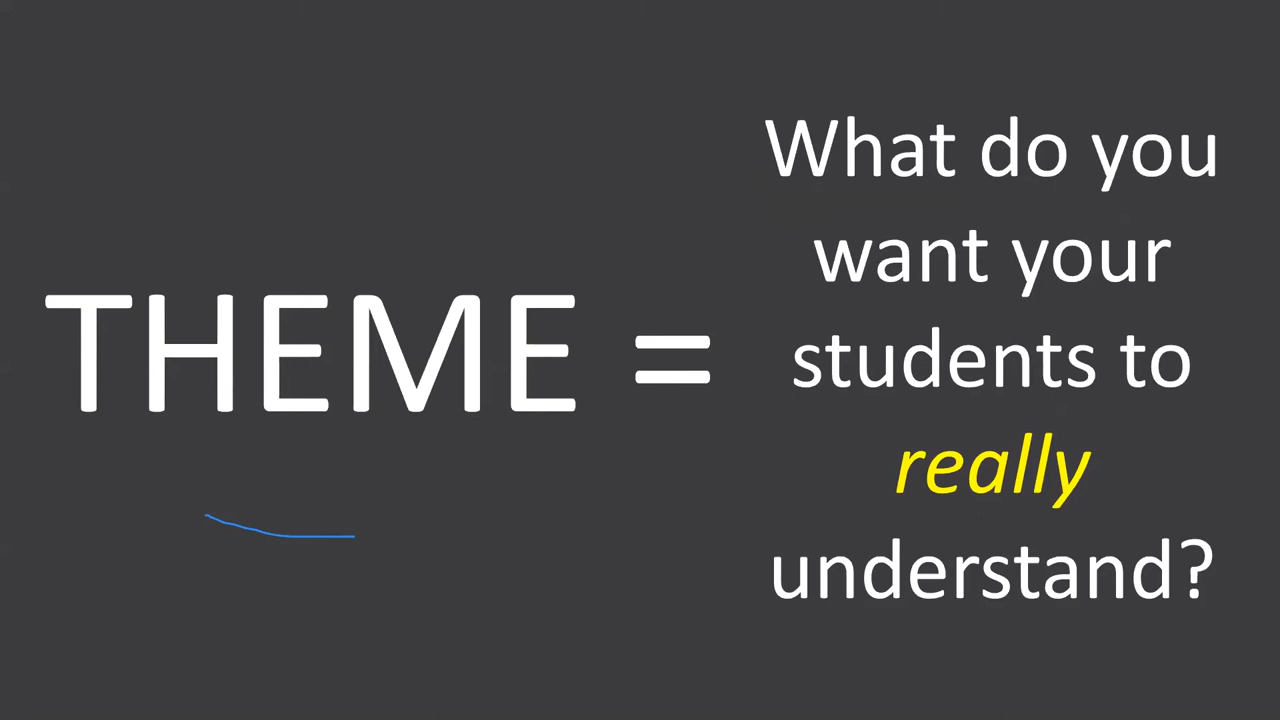 THEME =
What do you
want your
students to
really
understand?